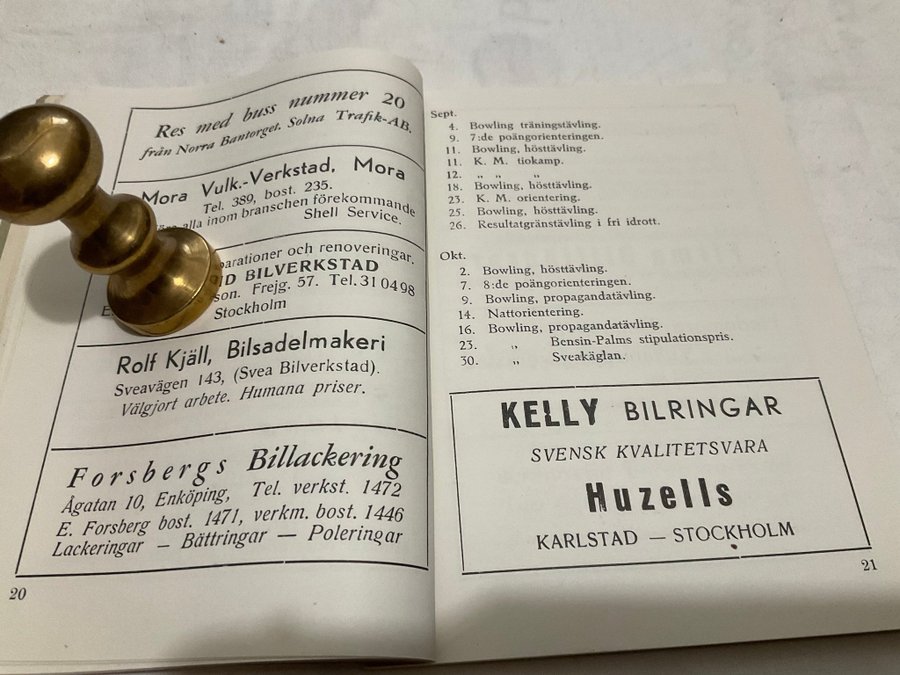 Res med buss nummer 20
från Norra Bantorget. Solna Trafik-AB.
Mora Vulk.-Verkstad, Mora
Tel. 389, bost. 235.
alla inom branschen förekommande
Shell Service.
parationer och renoveringar.
BILVERKSTAD
son. Frejg. 57. Tel. 31 04 98
Stockholm
Rolf Kjäll, Bilsadelmakeri
Sveavägen 143, (Svea Bilverkstad).
Välgjort arbete. Humana priser.
Forsbergs Billackering
Ågatan 10, Enköping, Tel. verkst. 1472
E. Forsberg bost. 1471, verkm. bost. 1446
Lackeringar — Bättringar — Poleringar
20
Sept.
4. Bowling träningstävling.
9. 7:de poängorienteringen.
11. Bowling, hösttävling.
11. K. M. tiokamp.
12. „ „ „
18. Bowling, hösttävling.
23. K. M. orientering.
25. Bowling, hösttävling.
26. Resultatgränstävling i fri idrott.
Okt.
2. Bowling, hösttävling.
7. 8:de poängorienteringen.
9. Bowling, propagandatävling.
14. Nattorientering.
16. Bowling, propagandatävling.
23. „ Bensin-Palms stipulationspris.
30. „ Sveakäglan.
KELLY BILRINGAR
SVENSK KVALITETSVARA
Huzells
KARLSTAD — STOCKHOLM
21